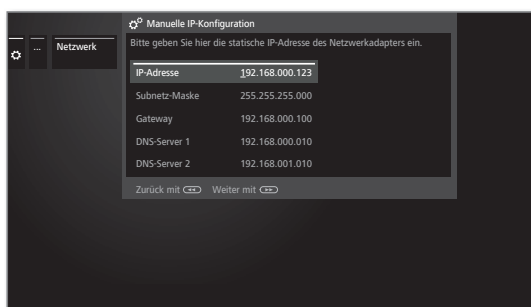 Manuelle IP-Konfiguration
... Netzwerk
Bitte geben Sie hier die statische IP-Adresse des Netzwerkadapters ein.
IP-Adresse 192.168.000.123
Subnetz-Maske 255.255.255.000
Gateway 192.168.000.100
DNS-Server 1 192.168.000.010
DNS-Server 2 192.168.001.010
Zurück mit Weiter mit